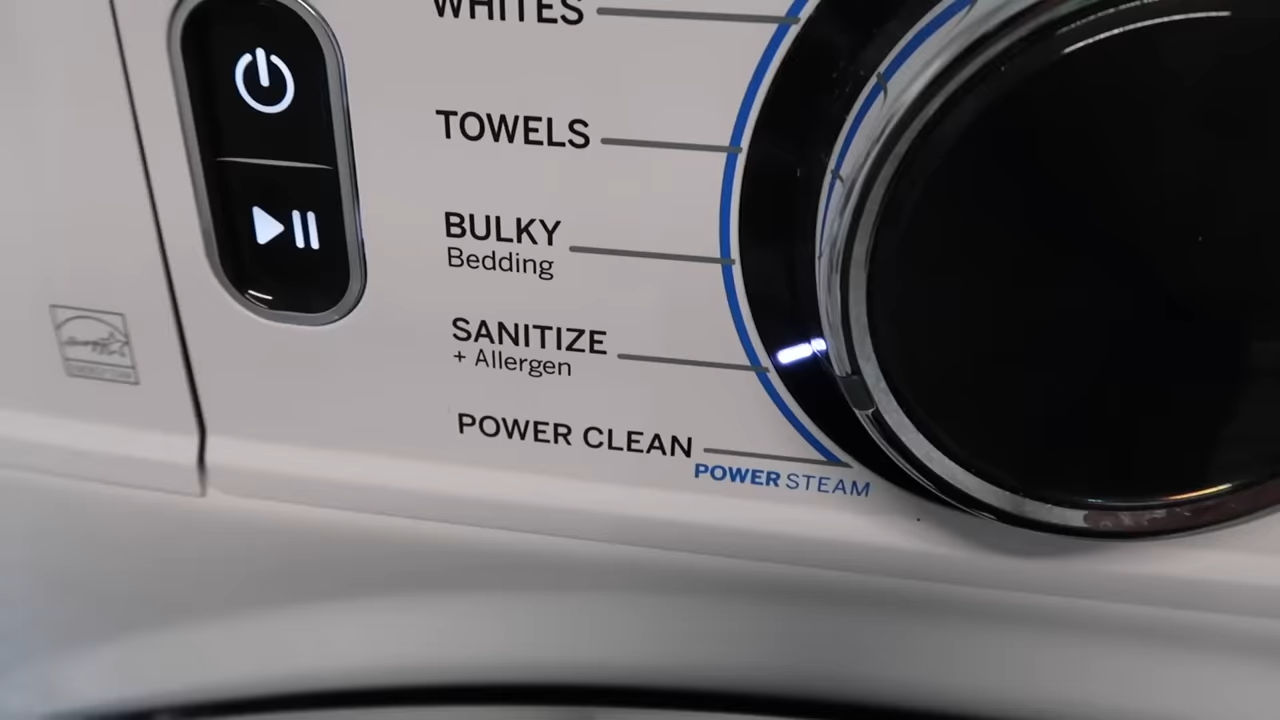 WHITES
TOWELS
BULKY
Bedding
SANITIZE
+ Allergen
POWER CLEAN
POWER STEAM